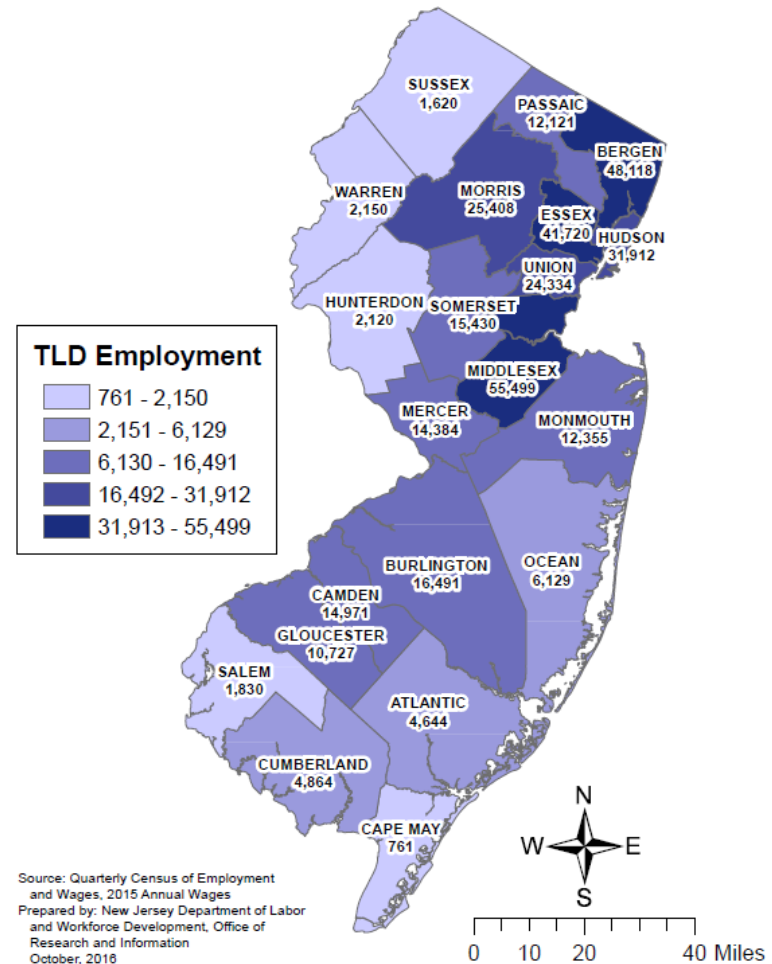 SUSSEX
1,620
PASSAIC
12,121
BERGEN
48,118
WARREN
2,150
MORRIS
25,408
ESSEX
41,720
HUDSON
31,912
UNION
24,334
HUNTERDON
2,120
SOMERSET
15,430
TLD Employment
761 - 2,150
2,151 - 6,129
6,130 - 16,491
16,492 - 31,912
31,913 - 55,499
MIDDLESEX
55,499
MERCER
14,384
MONMOUTH
12,355
BURLINGTON
16,491
OCEAN
6,129
CAMDEN
14,971
GLOUCESTER
10,727
SALEM
1,830
ATLANTIC
4,644
CUMBERLAND
4,864
CAPE MAY
761
N
W
E
S
Source: Quarterly Census of Employment
and Wages, 2015 Annual Wages
Prepared by: New Jersey Department of Labor
and Workforce Development, Office of
Research and Information
October, 2016
0 10 20 40 Miles